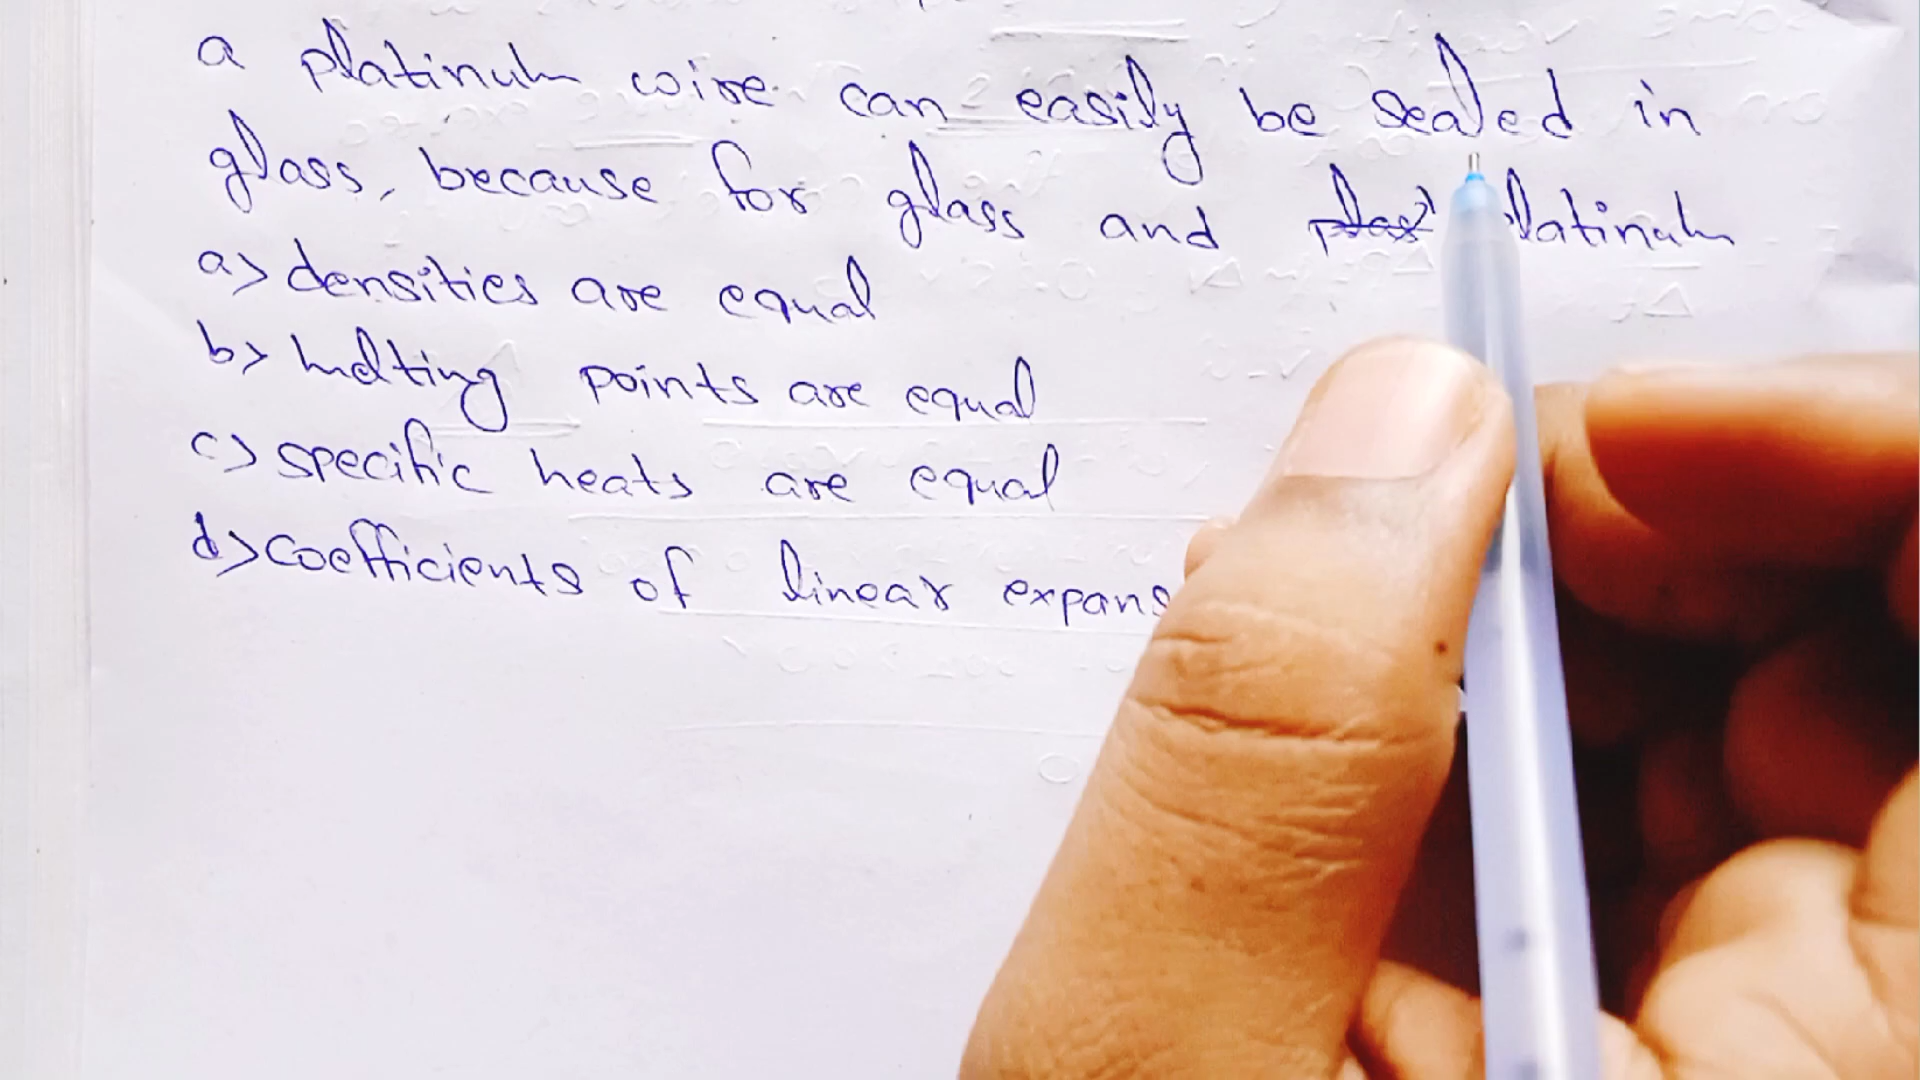 a platinum wire can easily be sealed in
glass, because for glass and platinum
a) densities are equal
b) melting points are equal
c) specific heats are equal
d) coefficients of linear expans